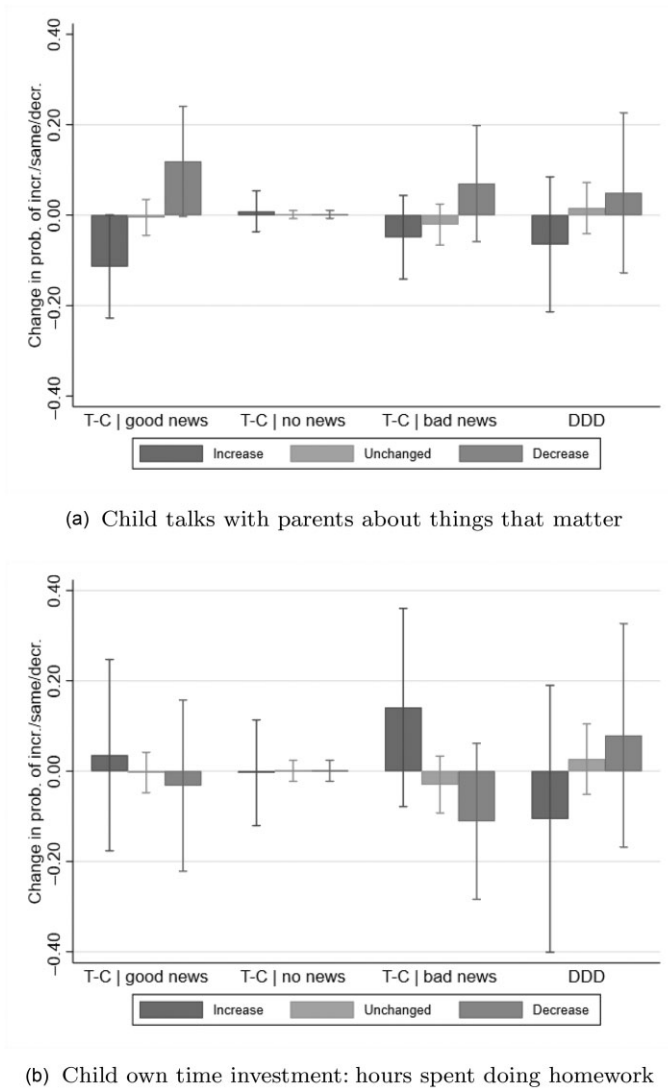 Change in prob. of incr./same/decr.
0.40
0.20
0.00
−0.20
−0.40
T-C | good news T-C | no news T-C | bad news DDD
Increase Unchanged Decrease
(a) Child talks with parents about things that matter
Change in prob. of incr./same/decr.
0.40
0.20
0.00
−0.20
−0.40
T-C | good news T-C | no news T-C | bad news DDD
Increase Unchanged Decrease
(b) Child own time investment: hours spent doing homework